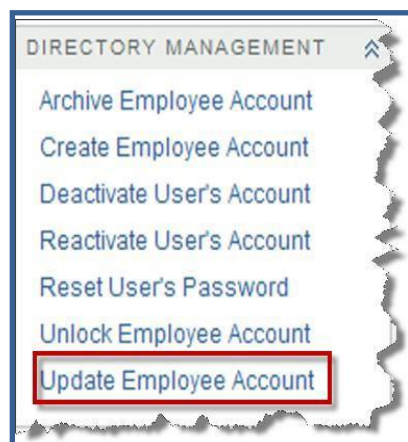 DIRECTORY MANAGEMENT
Archive Employee Account
Create Employee Account
Deactivate User's Account
Reactivate User's Account
Reset User's Password
Unlock Employee Account
Update Employee Account